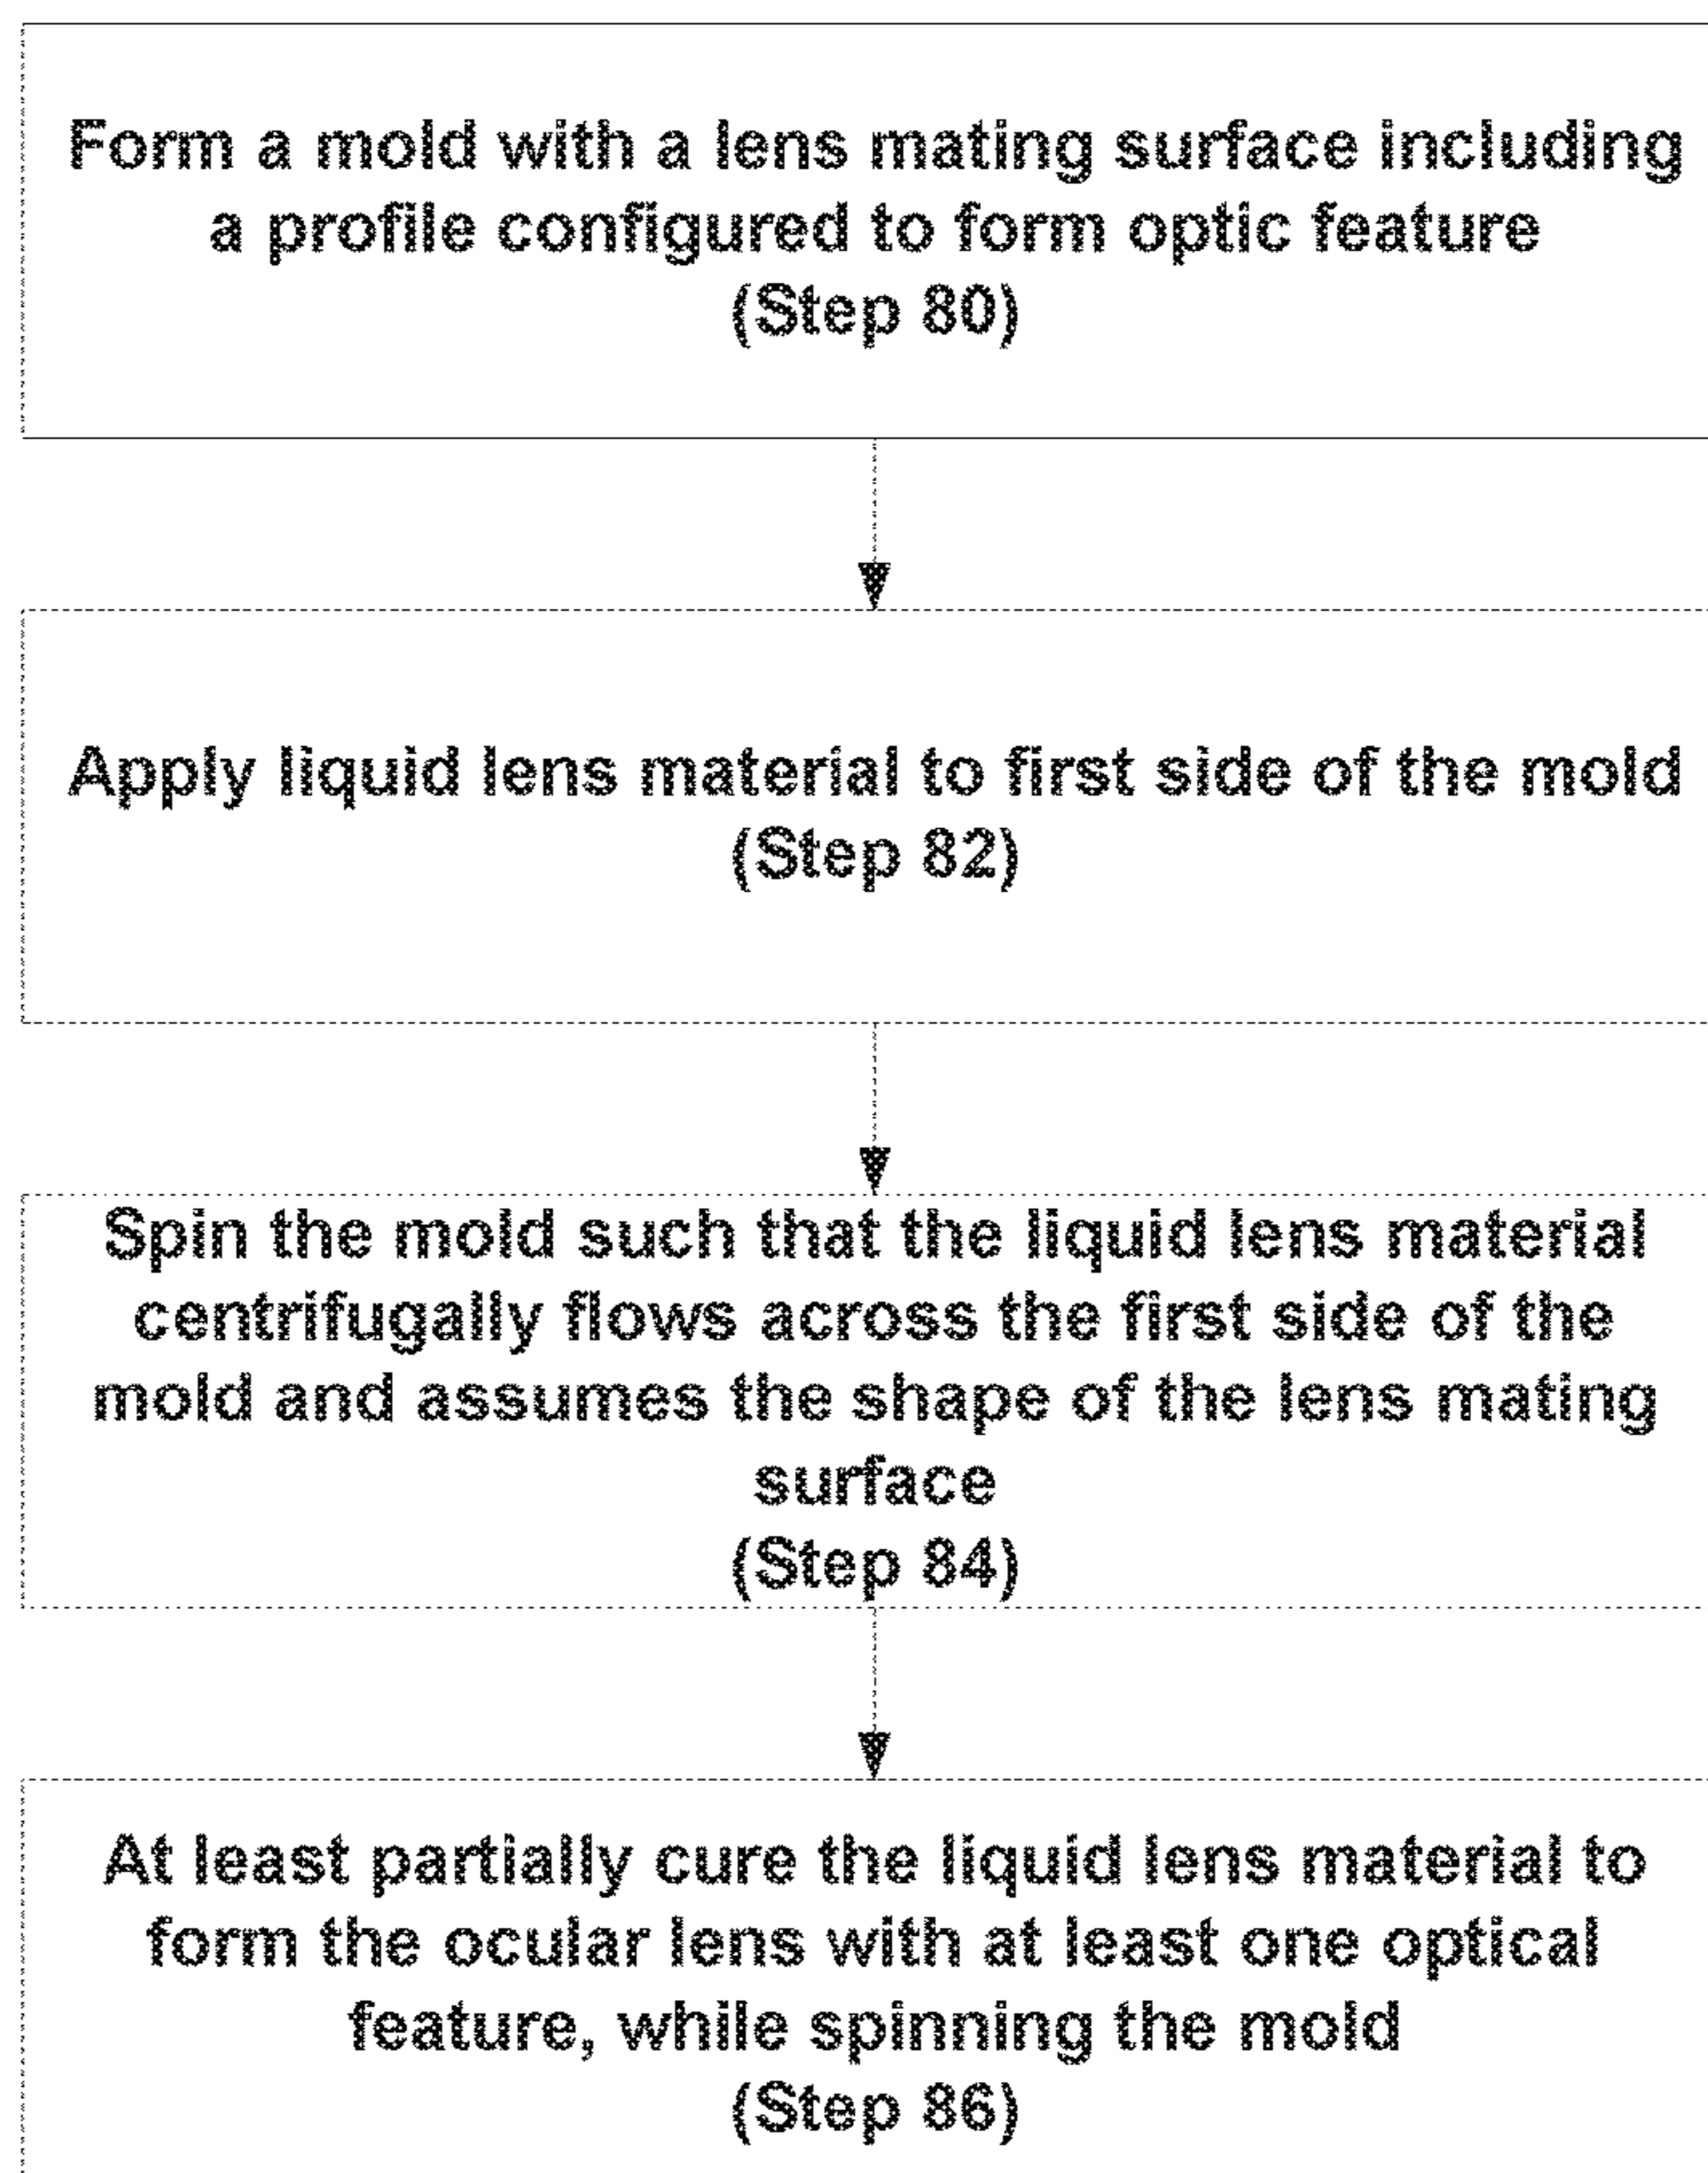 Form a mold with a lens mating surface including
a profile configured to form optic feature
(Step 80)
Apply liquid lens material to first side of the mold
(Step 82)
Spin the mold such that the liquid lens material
centrifugally flows across the first side of the
mold and assumes the shape of the lens mating
surface
(Step 84)
At least partially cure the liquid lens material to
form the ocular lens with at least one optical
feature, while spinning the mold
(Step 86)